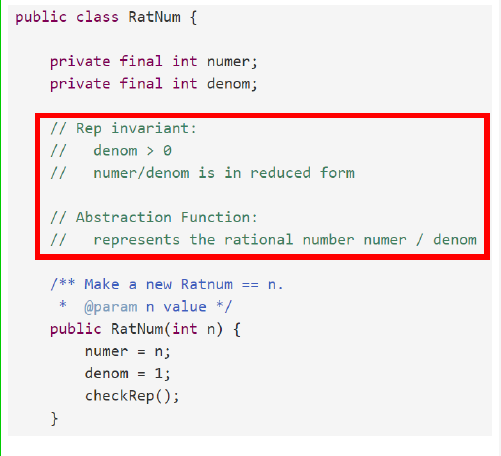 public class RatNum {
private final int numer;
private final int denom;
// Rep invariant:
//   denom > 0
//   numer/denom is in reduced form
// Abstraction Function:
//   represents the rational number numer / denom
/** Make a new Ratnum == n.
 *  @param n value */
public RatNum(int n) {
numer = n;
denom = 1;
checkRep();
}